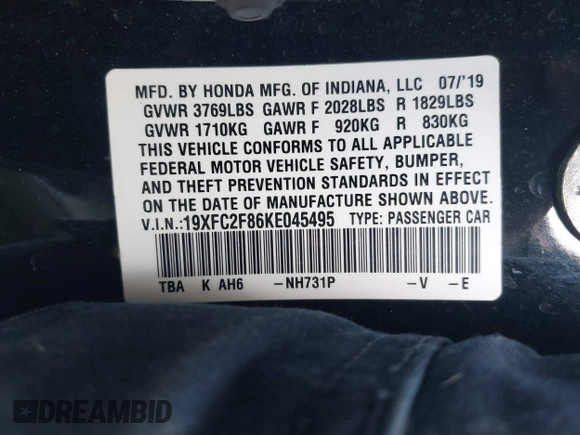 MFD. BY HONDA MFG. OF INDIANA, LLC 07/'19
GVWR 3769LBS GAWR F 2028LBS R 1829LBS
GVWR 1710KG GAWR F 920KG R 830KG
THIS VEHICLE CONFORMS TO ALL APPLICABLE
FEDERAL MOTOR VEHICLE SAFETY, BUMPER,
AND THEFT PREVENTION STANDARDS IN EFFECT
ON THE DATE OF MANUFACTURE SHOWN ABOVE.
V.I.N.:19XFC2F86KE045495 TYPE: PASSENGER CAR
TBA K AH6 –NH731P –V –E
DREAMBID